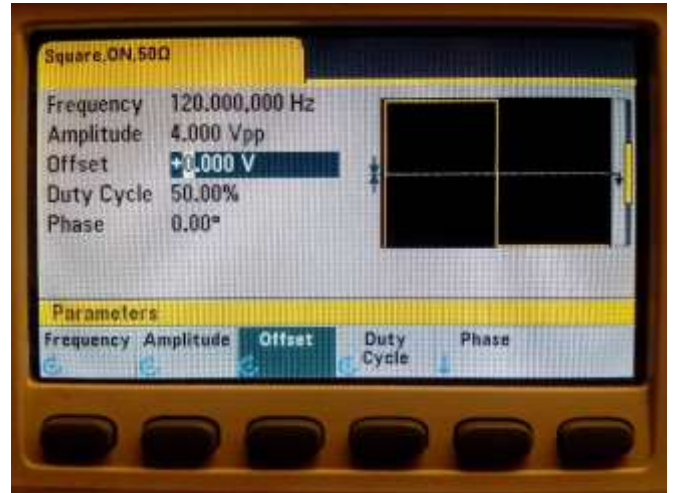 Square,ON,50Ω
Frequency 120.000,000 Hz
Amplitude 4.000 Vpp
Offset +0.000 V
Duty Cycle 50.00%
Phase 0.00°
Parameters
Frequency Amplitude Offset Duty Cycle Phase